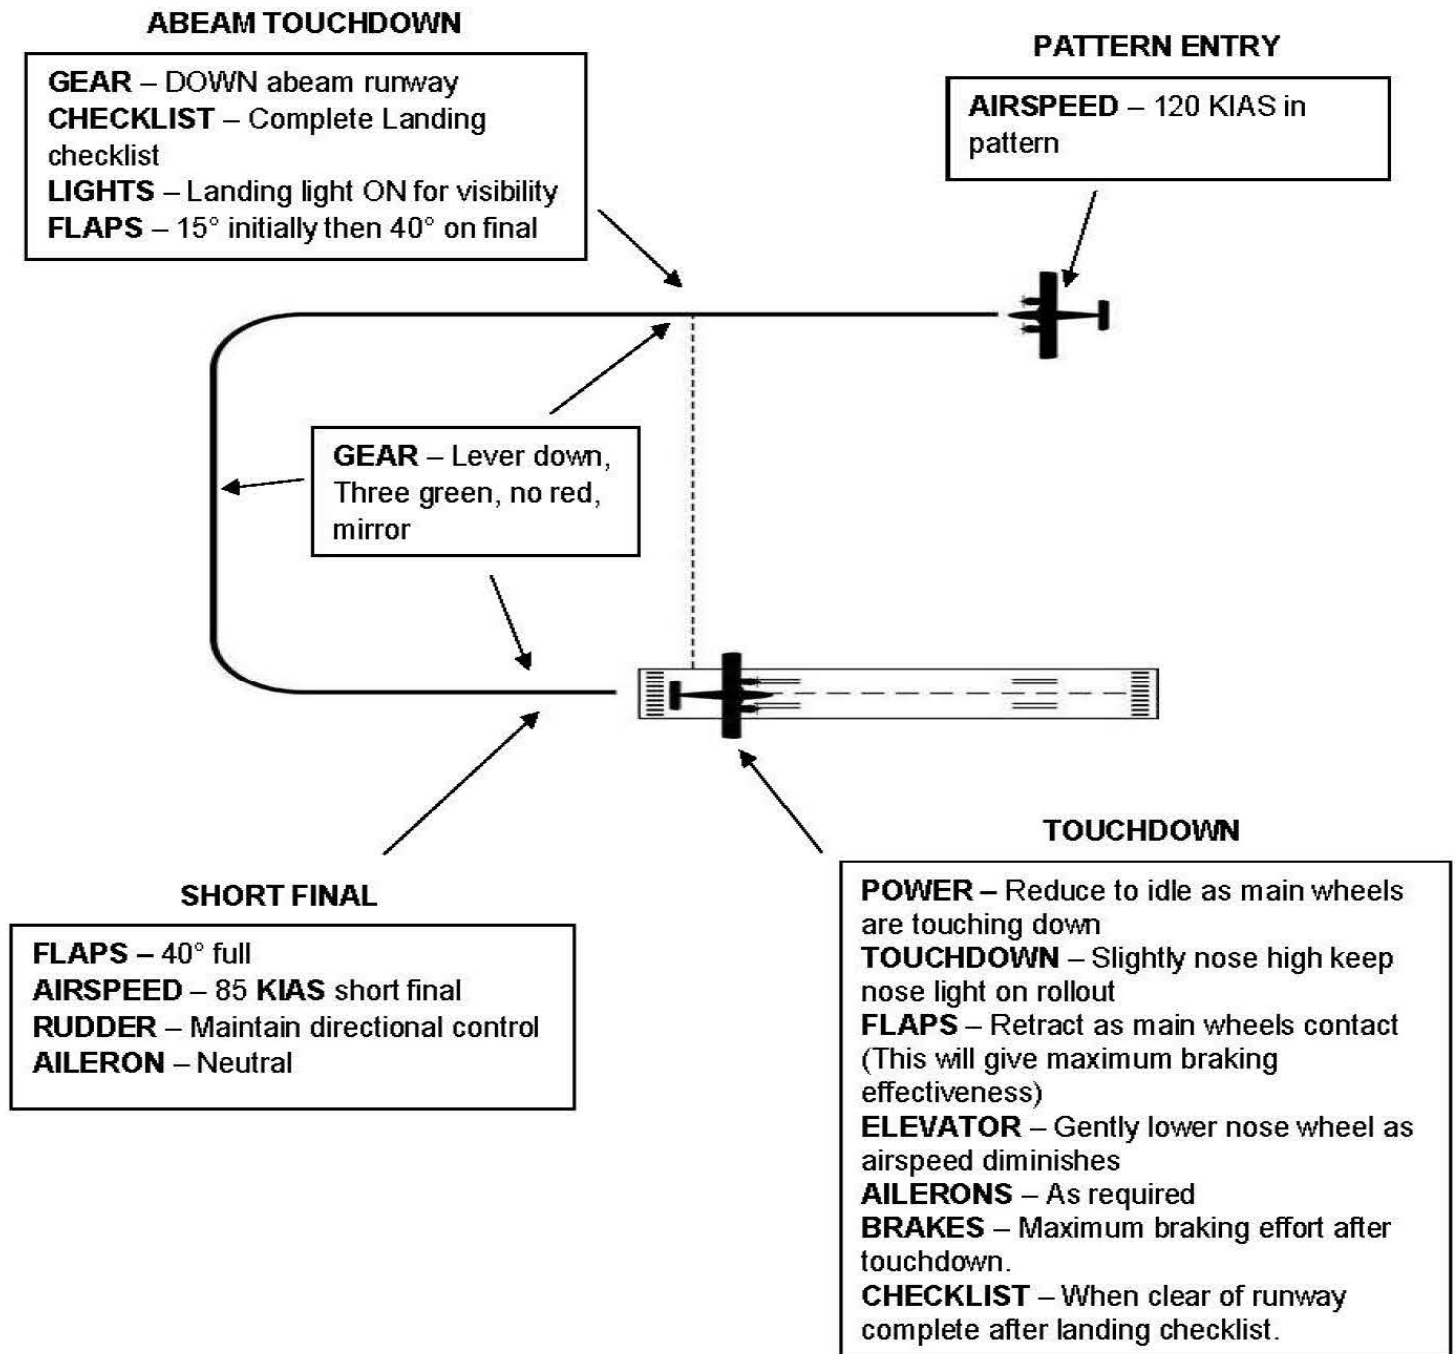 ABEAM TOUCHDOWN
GEAR – DOWN abeam runway
CHECKLIST – Complete Landing
checklist
LIGHTS – Landing light ON for visibility
FLAPS – 15° initially then 40° on final
PATTERN ENTRY
AIRSPEED – 120 KIAS in
pattern
GEAR – Lever down,
Three green, no red,
mirror
SHORT FINAL
FLAPS – 40° full
AIRSPEED – 85 KIAS short final
RUDDER – Maintain directional control
AILERON – Neutral
TOUCHDOWN
POWER – Reduce to idle as main wheels
are touching down
TOUCHDOWN – Slightly nose high keep
nose light on rollout
FLAPS – Retract as main wheels contact
(This will give maximum braking
effectiveness)
ELEVATOR – Gently lower nose wheel as
airspeed diminishes
AILERONS – As required
BRAKES – Maximum braking effort after
touchdown.
CHECKLIST – When clear of runway
complete after landing checklist.